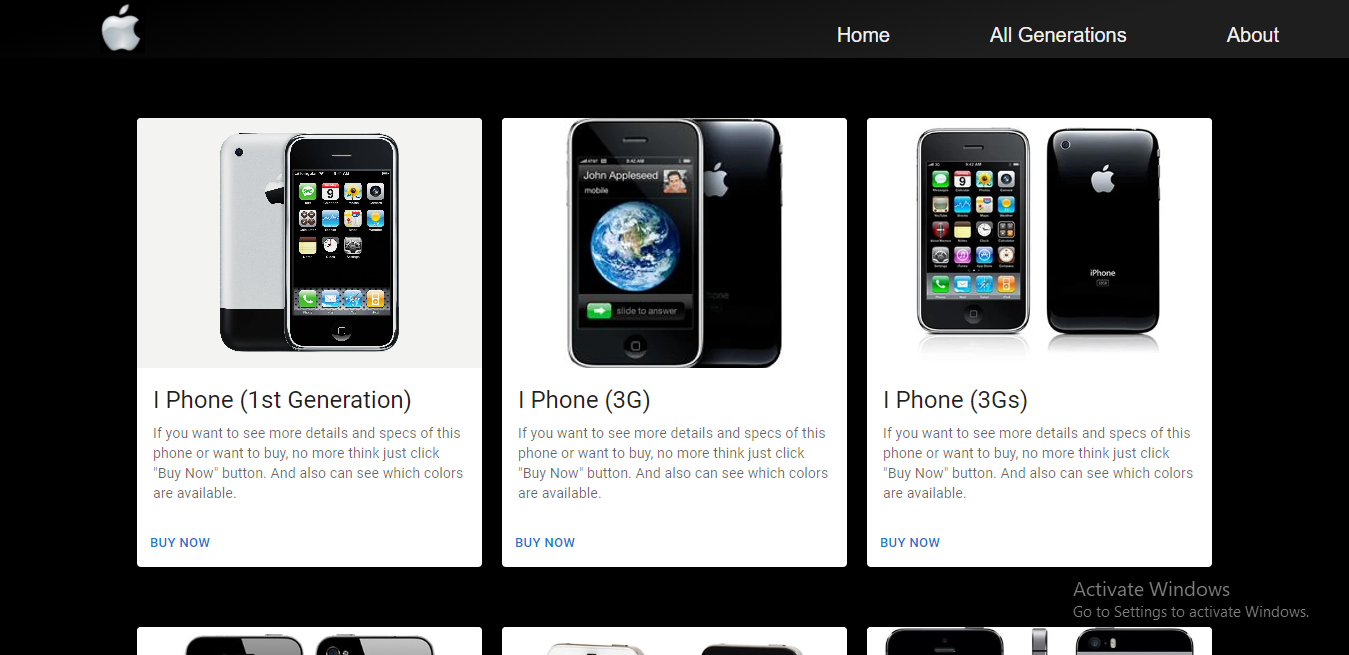 Home
All Generations
About
John Appleseed
mobile
slide to answer
iPhone
I Phone (1st Generation)
If you want to see more details and specs of this
phone or want to buy, no more think just click
"Buy Now" button. And also can see which colors
are available.
BUY NOW
I Phone (3G)
If you want to see more details and specs of this
phone or want to buy, no more think just click
"Buy Now" button. And also can see which colors
are available.
BUY NOW
I Phone (3Gs)
If you want to see more details and specs of this
phone or want to buy, no more think just click
"Buy Now" button. And also can see which colors
are available.
BUY NOW
Activate Windows
Go to Settings to activate Windows.